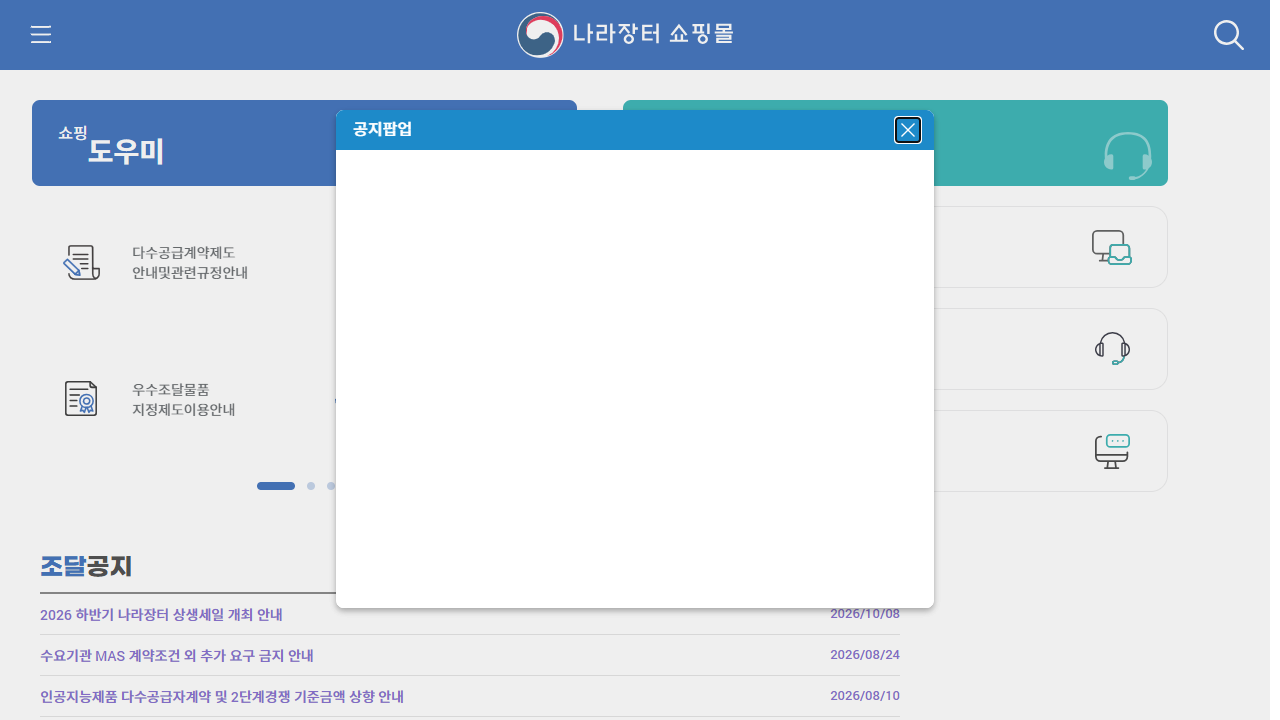 나라장터 쇼핑몰
쇼핑
도우미
공지팝업
다수공급계약제도
안내및관련규정안내
우수조달물품
지정제도이용안내
조달공지
2026 하반기 나라장터 상생세일 개최 안내 2026/10/08
수요기관 MAS 계약조건 외 추가 요구 금지 안내 2026/08/24
인공지능제품 다수공급자계약 및 2단계경쟁 기준금액 상향 안내 2026/08/10